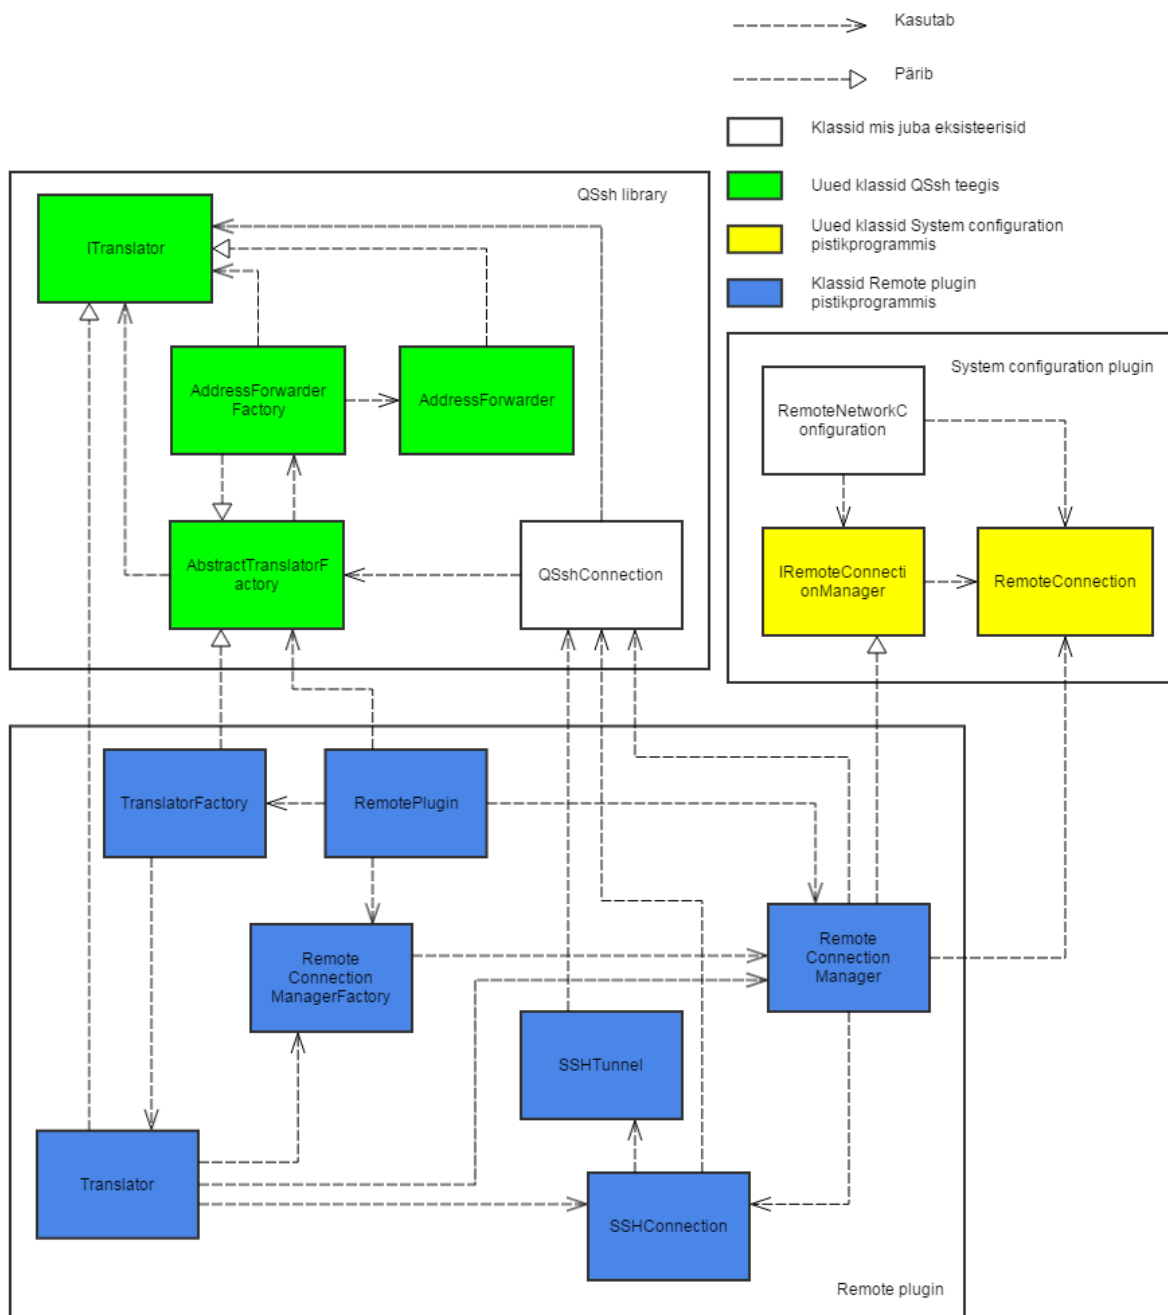 Kasutab
Pärib
Klassid mis juba eksisteerisid
Uued klassid QSsh teegis
Uued klassid System configuration
pistikprogrammis
Klassid Remote plugin
pistikprogrammis
QSsh library
ITranslator
AddressForwarder
Factory
AddressForwarder
AbstractTranslatorF
actory
QSshConnection
System configuration plugin
RemoteNetworkC
onfiguration
IRemoteConnecti
onManager
RemoteConnection
TranslatorFactory
RemotePlugin
Remote
Connection
ManagerFactory
Remote
Connection
Manager
SSHTunnel
Translator
SSHConnection
Remote plugin